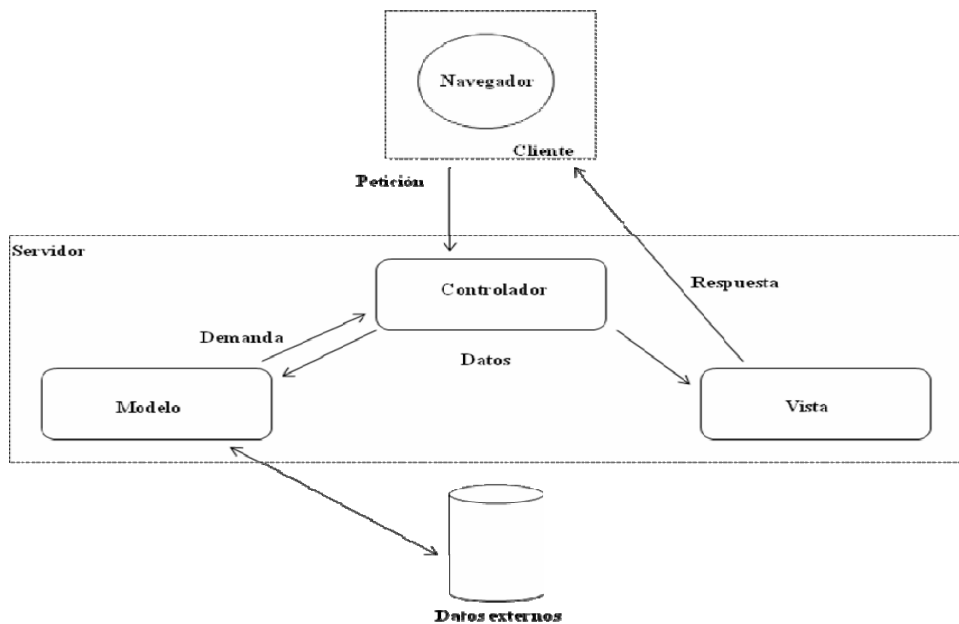 Navegador
Cliente
Petición
Servidor
Controlador
Respuesta
Demanda
Datos
Modelo
Vista
Datos externos